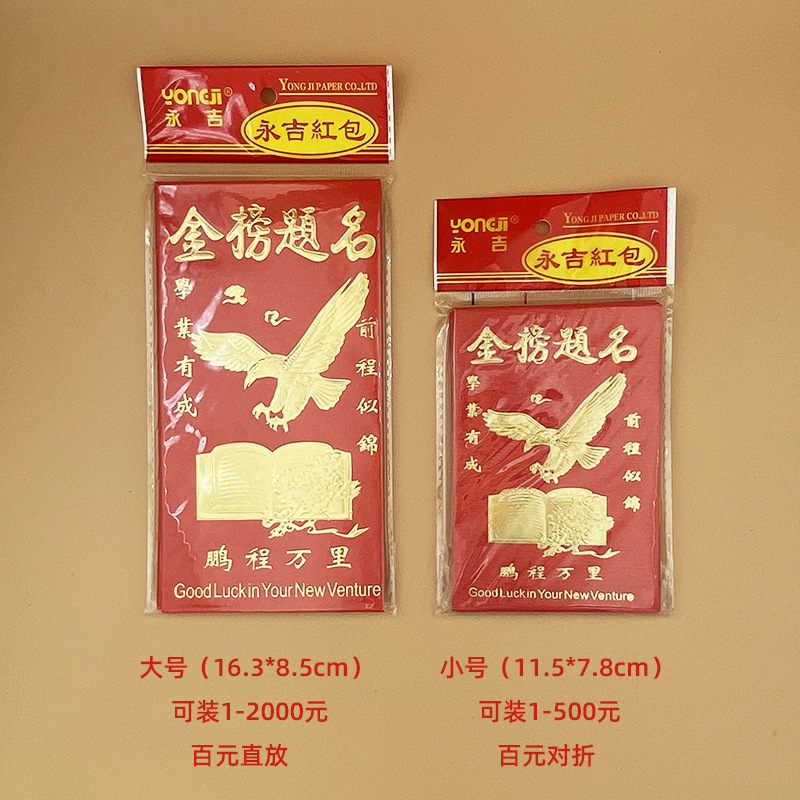 YONGJI®
永吉
YONG JI PAPER CO.,LTD
永吉紅包
金榜題名
學業有成
前程似錦
鹏程万里
Good Luck in Your New Venture
大号（16.3*8.5cm）
可装1-2000元
百元直放
YONGJI®
永吉
YONG JI PAPER CO.,LTD
永吉紅包
金榜題名
學業有成
前程似錦
鹏程万里
Good Luck in Your New Venture
小号（11.5*7.8cm）
可装1-500元
百元对折